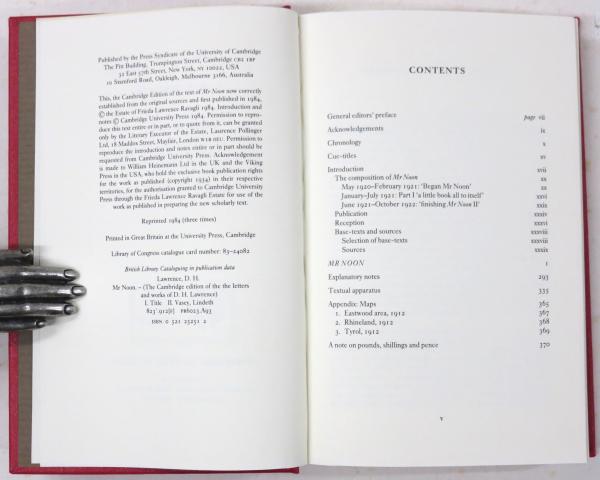 Published by the Press Syndicate of the University of Cambridge
The Pitt Building, Trumpington Street, Cambridge CB2 1RP
32 East 57th Street, New York, NY 10022, USA
10 Stamford Road, Oakleigh, Melbourne 3166, Australia
This, the Cambridge Edition of the text of Mr Noon now correctly
established from the original sources and first published in 1984,
© the Estate of Frieda Lawrence Ravagli 1984. Introduction and
notes © Cambridge University Press 1984. Permission to repro-
duce this text entire or in part, or to quote from it, can be granted
only by the Literary Executor of the Estate, Laurence Pollinger
Ltd, 18 Maddox Street, Mayfair, London W1R 0EU. Permission to
reproduce the introduction and notes entire or in part should be
requested from Cambridge University Press. Acknowledgement
is made to William Heinemann Ltd in the UK and the Viking
Press in the USA, who hold the exclusive book publication rights
for the work as published (copyright 1934) in their respective
territories, for the authorisation granted to Cambridge University
Press through the Frieda Lawrence Ravagli Estate for use of the
work as published in preparing the new scholarly text.
Reprinted 1984 (three times)
Printed in Great Britain at the University Press, Cambridge
Library of Congress catalogue card number: 83-24082
British Library Cataloguing in publication data
Lawrence, D. H.
Mr Noon. – (The Cambridge edition of the the letters
and works of D. H. Lawrence)
I. Title II. Vasey, Lindeth
823'.912[F] PR6023.A93
ISBN 0 521 25251 2
CONTENTS
General editors' preface page vii
Acknowledgements ix
Chronology x
Cue-titles xv
Introduction xvii
The composition of Mr Noon xx
May 1920–February 1921: 'Began Mr Noon' xx
January–July 1921: Part I 'a little book all to itself' xxvi
June 1921–October 1922: 'finishing Mr Noon II' xxix
Publication xxxiv
Reception xxxvi
Base-texts and sources xxxviii
Selection of base-texts xxxviii
Sources xxxix
MR NOON 1
Explanatory notes 293
Textual apparatus 335
Appendix: Maps 365
1. Eastwood area, 1912 367
2. Rhineland, 1912 368
3. Tyrol, 1912 369
A note on pounds, shillings and pence 370
v